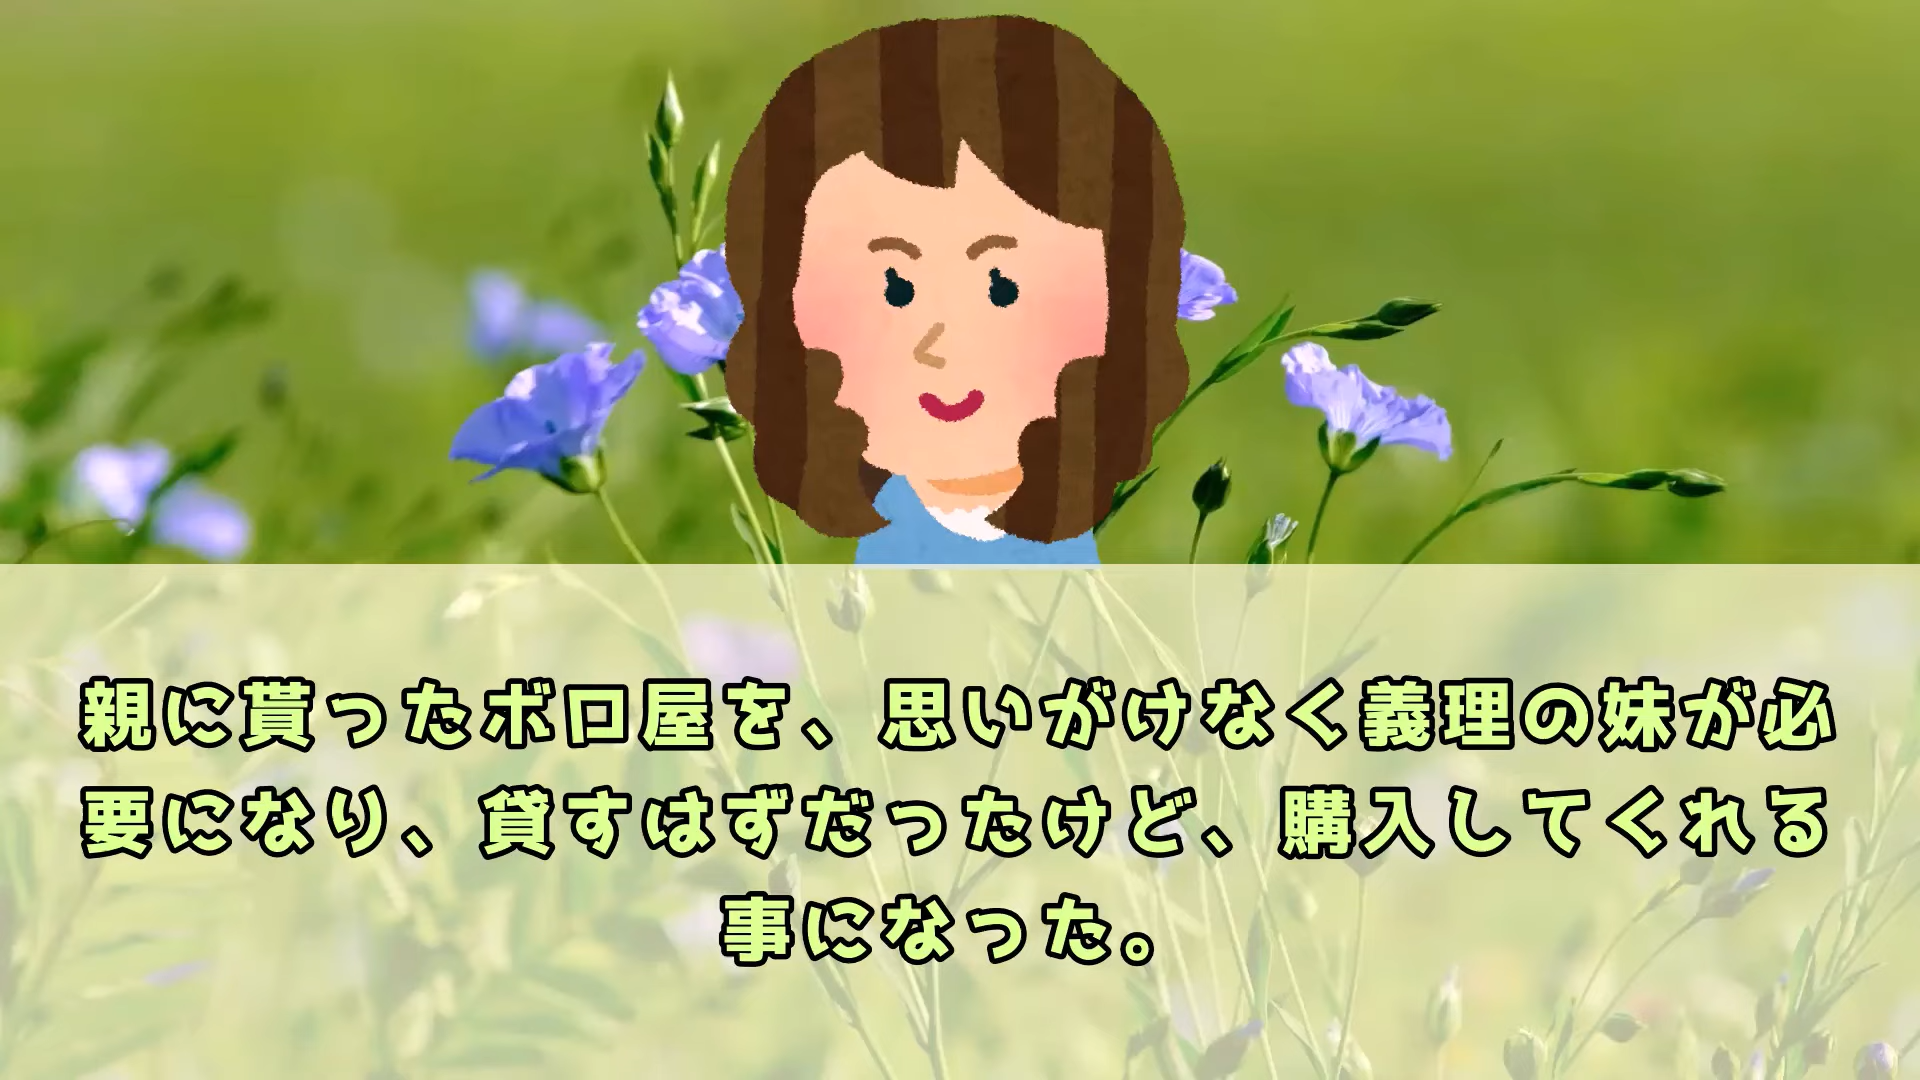 親に貰ったボロ屋を、思いがけなく義理の妹が必
要になり、貸すはずだったけど、購入してくれる
事になった。